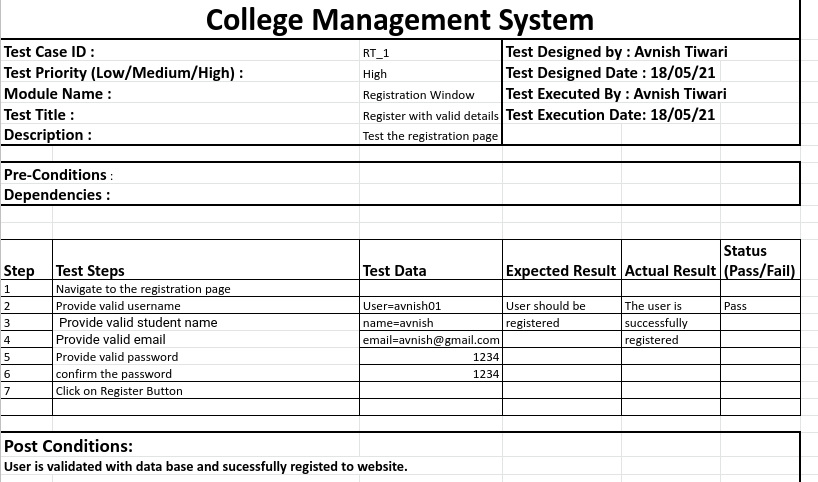 College Management System
Test Case ID : RT_1 Test Designed by : Avnish Tiwari
Test Priority (Low/Medium/High) : High Test Designed Date : 18/05/21
Module Name : Registration Window Test Executed By : Avnish Tiwari
Test Title : Register with valid details Test Execution Date: 18/05/21
Description : Test the registration page
Pre-Conditions :
Dependencies :
Status
Step Test Steps Test Data Expected Result Actual Result (Pass/Fail)
1 Navigate to the registration page
2 Provide valid username User=avnish01 User should be The user is Pass
3 Provide valid student name name=avnish registered successfully
4 Provide valid email email=avnish@gmail.com registered
5 Provide valid password 1234
6 confirm the password 1234
7 Click on Register Button
Post Conditions:
User is validated with data base and sucessfully registed to website.